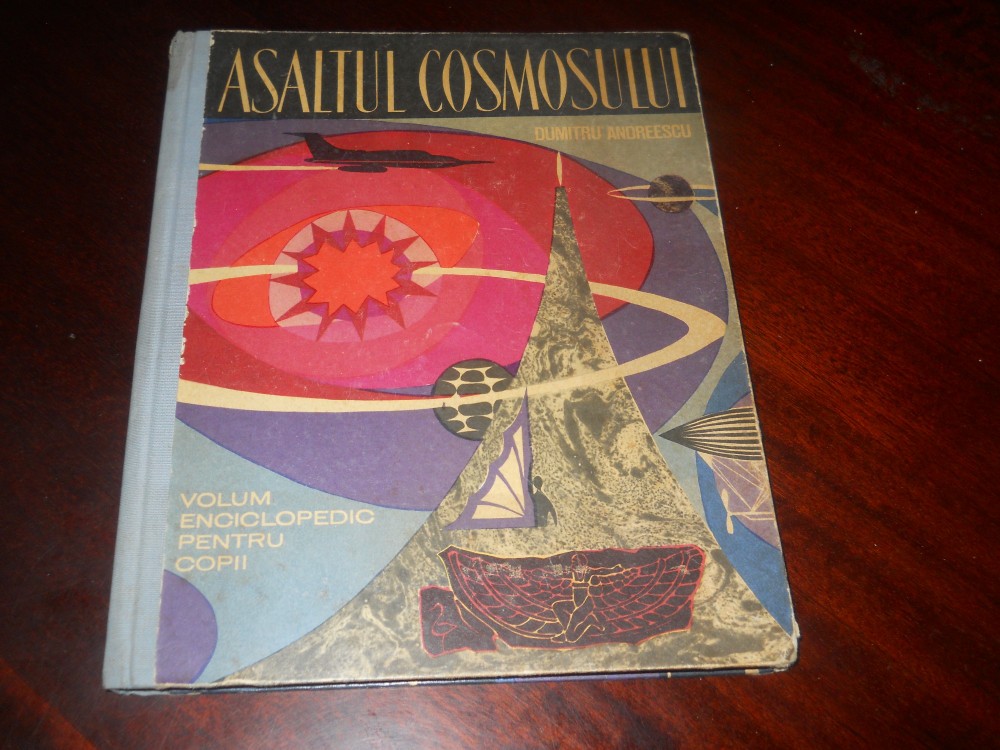 ASALTUL COSMOSULUI
DUMITRU ANDREESCU
VOLUM
ENCICLOPEDIC
PENTRU
COPII